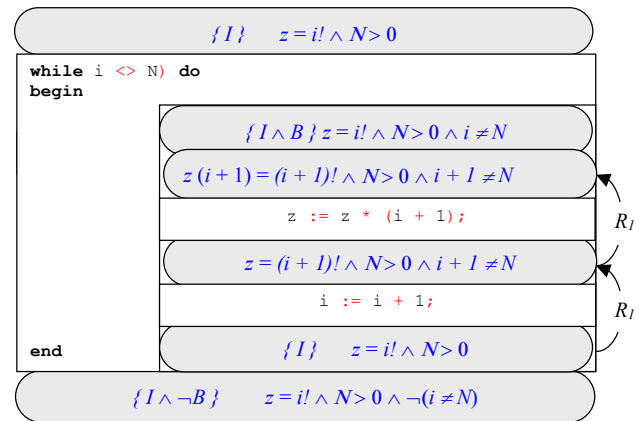 { I }   z = i! ∧ N > 0
while i <> N) do
begin
{ I ∧ B } z = i! ∧ N > 0 ∧ i ≠ N
z (i + 1) = (i + 1)! ∧ N > 0 ∧ i + 1 ≠ N
z := z * (i + 1);
R1
z = (i + 1)! ∧ N > 0 ∧ i + 1 ≠ N
i := i + 1;
R1
end
{ I }   z = i! ∧ N > 0
{ I ∧ ¬B }   z = i! ∧ N > 0 ∧ ¬(i ≠ N)